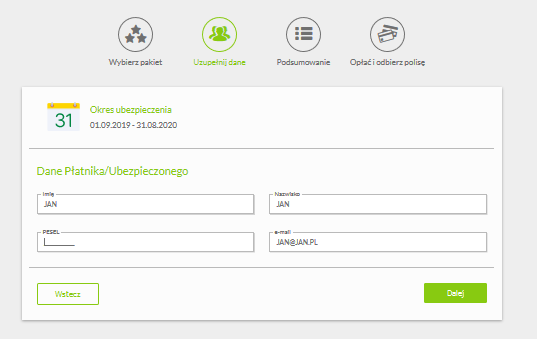 Wybierz pakiet
Uzupełnij dane
Podsumowanie
Opłać i odbierz polisę
31
Okres ubezpieczenia
01.09.2019 - 31.08.2020
Dane Płatnika/Ubezpieczonego
Imię
JAN
Nazwisko
JAN
PESEL
e-mail
JAN@JAN.PL
Wstecz
Dalej